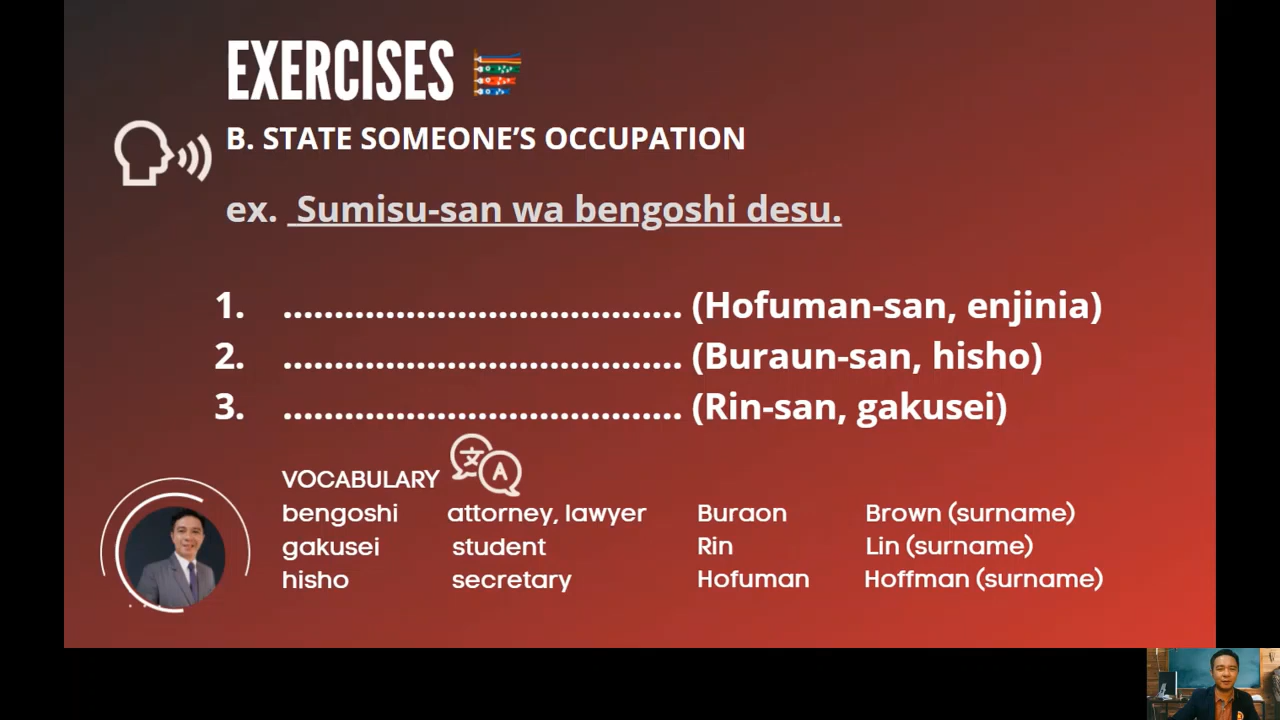 EXERCISES
B. STATE SOMEONE'S OCCUPATION
ex. Sumisu-san wa bengoshi desu.
1. ....................................... (Hofuman-san, enjinia)
2. ....................................... (Buraun-san, hisho)
3. ....................................... (Rin-san, gakusei)
VOCABULARY 文 A
bengoshi attorney, lawyer Buraon Brown (surname)
gakusei student Rin Lin (surname)
hisho secretary Hofuman Hoffman (surname)